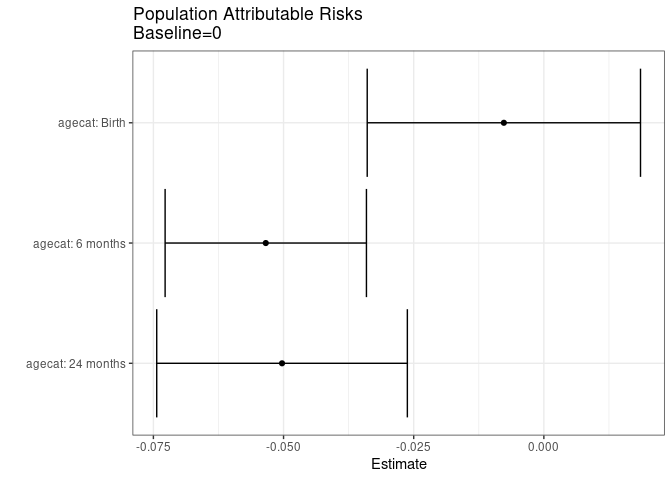 Population Attributable Risks
Baseline=0
agecat: Birth
agecat: 6 months
agecat: 24 months
-0.075 -0.050 -0.025 0.000
Estimate